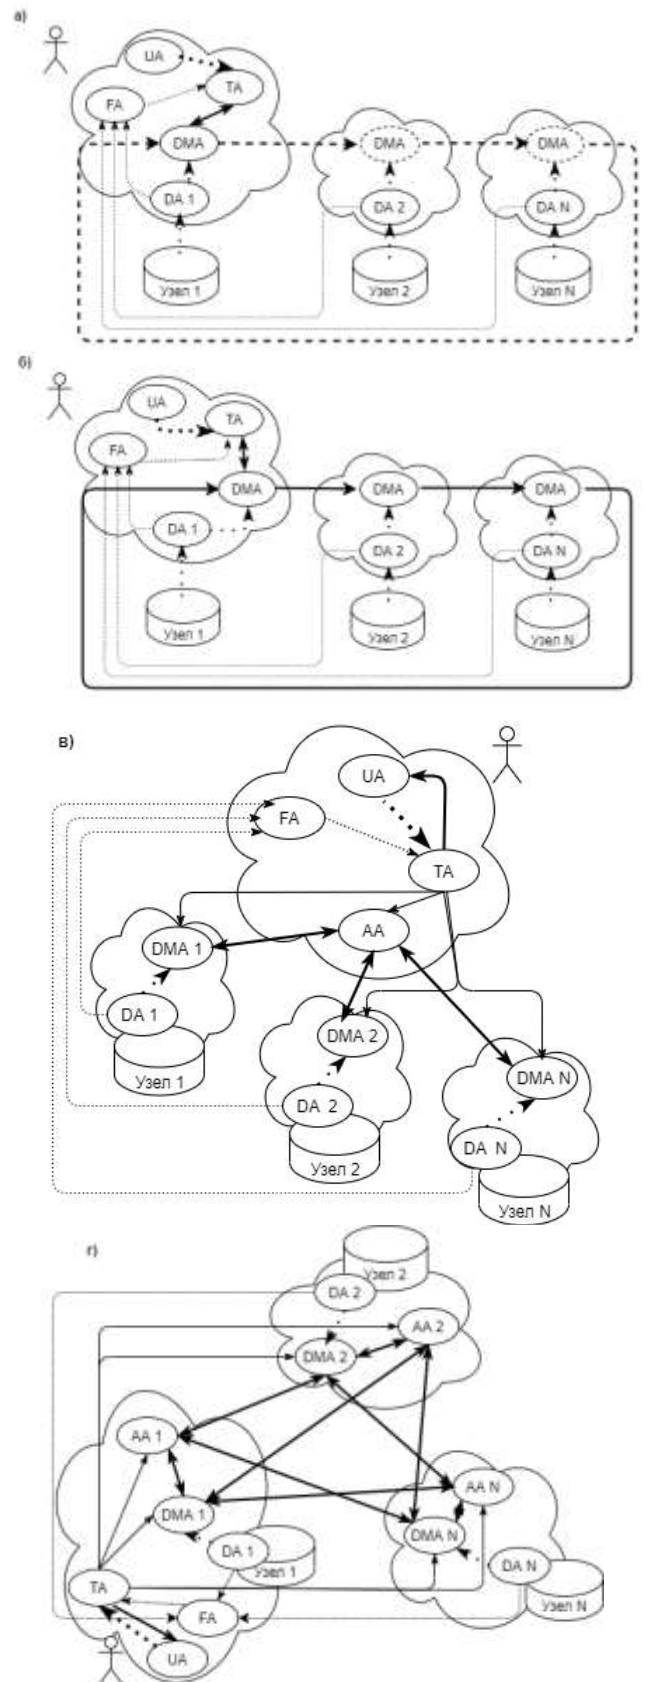 а)
UA
TA
FA
DMA DMA DMA
DA 1 DA 2 DA N
Узел 1 Узел 2 Узел N
б)
UA
TA
FA
DMA DMA DMA
DA 1
DA 2 DA N
Узел 1 Узел 2 Узел N
в)
UA
FA
TA
AA
DMA 1
DA 1
DMA 2
Узел 1
DMA N
DA 2
DA N
Узел 2
Узел N
г)
Узел 2
DA 2
AA 2
DMA 2
AA 1
AA N
DMA 1
DMA N
DA 1
DA N
Узел 1
TA
Узел N
FA
UA